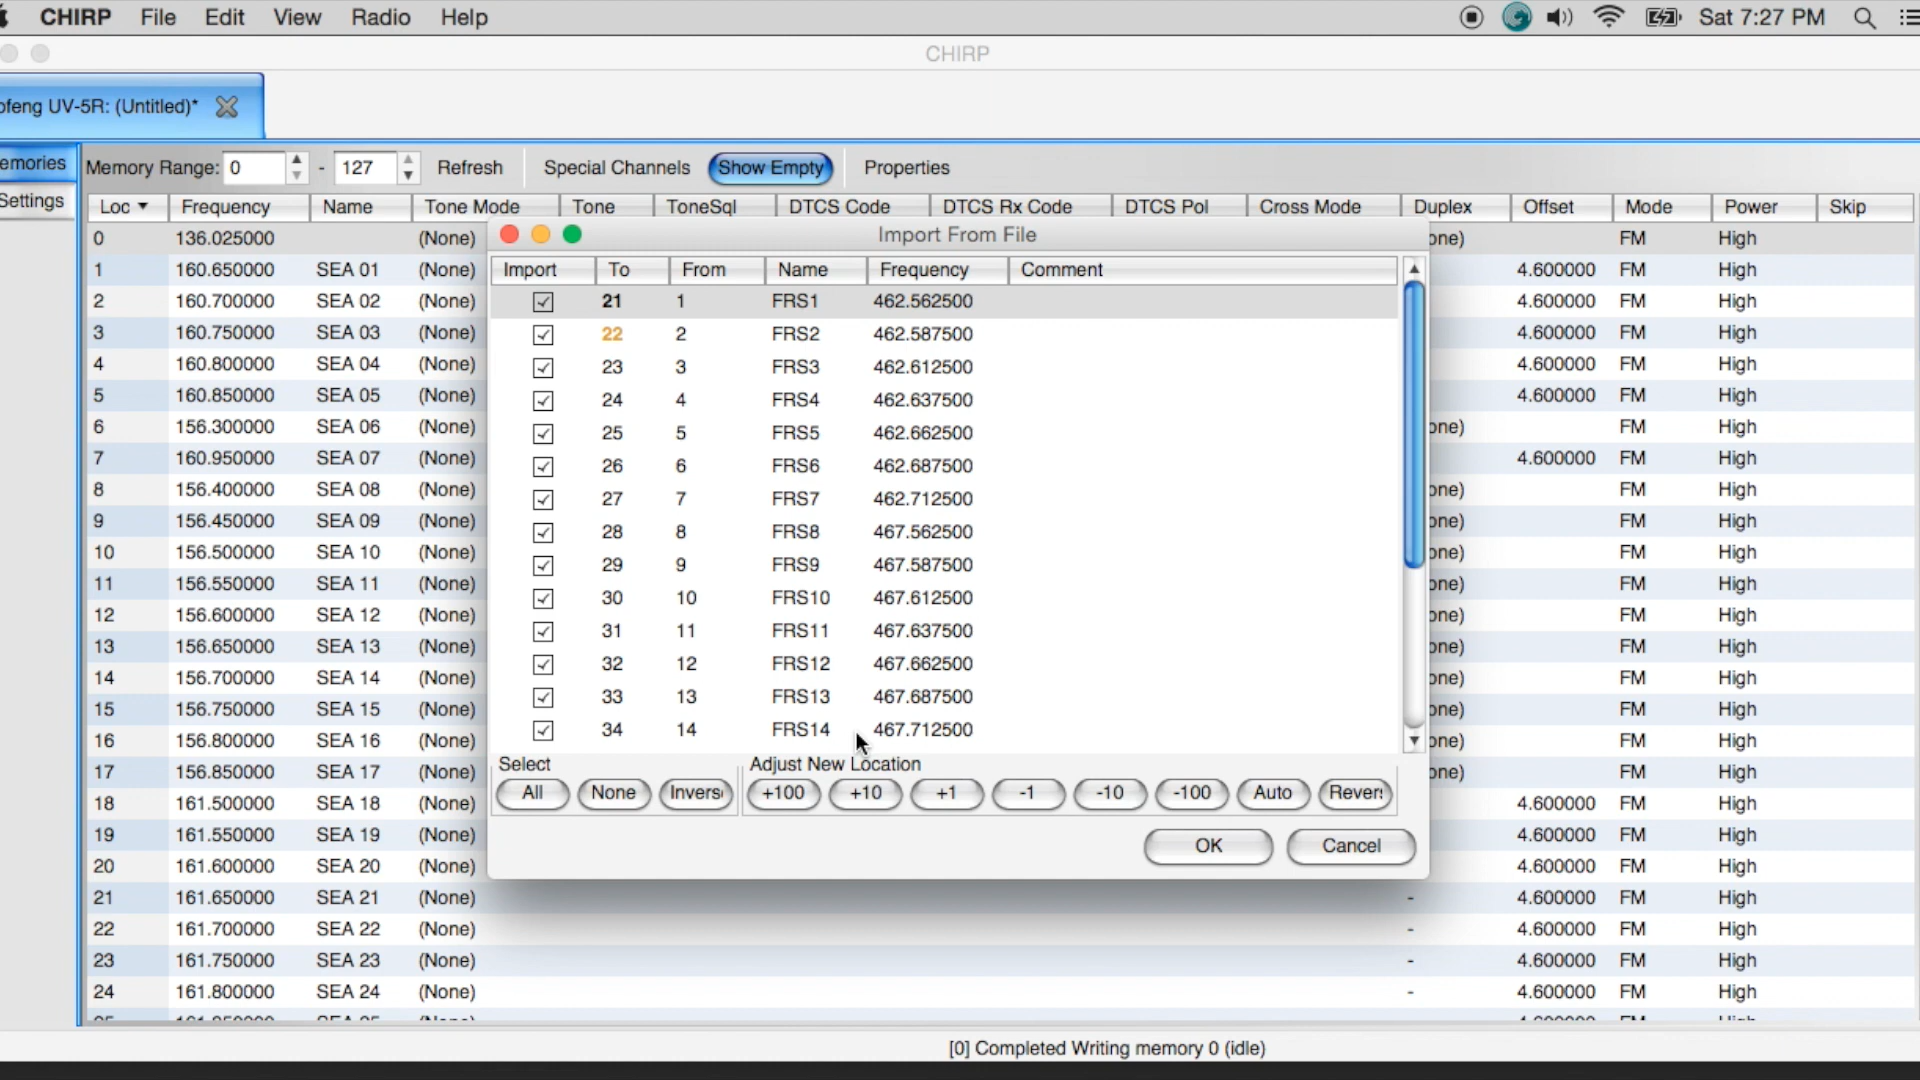 CHIRP File Edit View Radio Help Sat 7:27 PM
CHIRP
ofeng UV-5R: (Untitled)*
emories Memory Range: 0 - 127 Refresh Special Channels Show Empty Properties
Settings
Loc Frequency Name Tone Mode Tone ToneSql DTCS Code DTCS Rx Code DTCS Pol Cross Mode Duplex Offset Mode Power Skip
0 136.025000 (None) one) FM High
1 160.650000 SEA 01 (None) 4.600000 FM High
2 160.700000 SEA 02 (None) 4.600000 FM High
3 160.750000 SEA 03 (None) 4.600000 FM High
4 160.800000 SEA 04 (None) 4.600000 FM High
5 160.850000 SEA 05 (None) 4.600000 FM High
6 156.300000 SEA 06 (None) one) FM High
7 160.950000 SEA 07 (None) 4.600000 FM High
8 156.400000 SEA 08 (None) one) FM High
9 156.450000 SEA 09 (None) one) FM High
10 156.500000 SEA 10 (None) one) FM High
11 156.550000 SEA 11 (None) one) FM High
12 156.600000 SEA 12 (None) one) FM High
13 156.650000 SEA 13 (None) one) FM High
14 156.700000 SEA 14 (None) one) FM High
15 156.750000 SEA 15 (None) one) FM High
16 156.800000 SEA 16 (None) one) FM High
17 156.850000 SEA 17 (None) one) FM High
18 161.500000 SEA 18 (None) 4.600000 FM High
19 161.550000 SEA 19 (None) 4.600000 FM High
20 161.600000 SEA 20 (None) 4.600000 FM High
21 161.650000 SEA 21 (None) - 4.600000 FM High
22 161.700000 SEA 22 (None) - 4.600000 FM High
23 161.750000 SEA 23 (None) - 4.600000 FM High
24 161.800000 SEA 24 (None) - 4.600000 FM High
Import From File
Import To From Name Frequency Comment
21 1 FRS1 462.562500
22 2 FRS2 462.587500
23 3 FRS3 462.612500
24 4 FRS4 462.637500
25 5 FRS5 462.662500
26 6 FRS6 462.687500
27 7 FRS7 462.712500
28 8 FRS8 467.562500
29 9 FRS9 467.587500
30 10 FRS10 467.612500
31 11 FRS11 467.637500
32 12 FRS12 467.662500
33 13 FRS13 467.687500
34 14 FRS14 467.712500
Select Adjust New Location
All None Invers +100 +10 +1 -1 -10 -100 Auto Revers
OK Cancel
[0] Completed Writing memory 0 (idle)